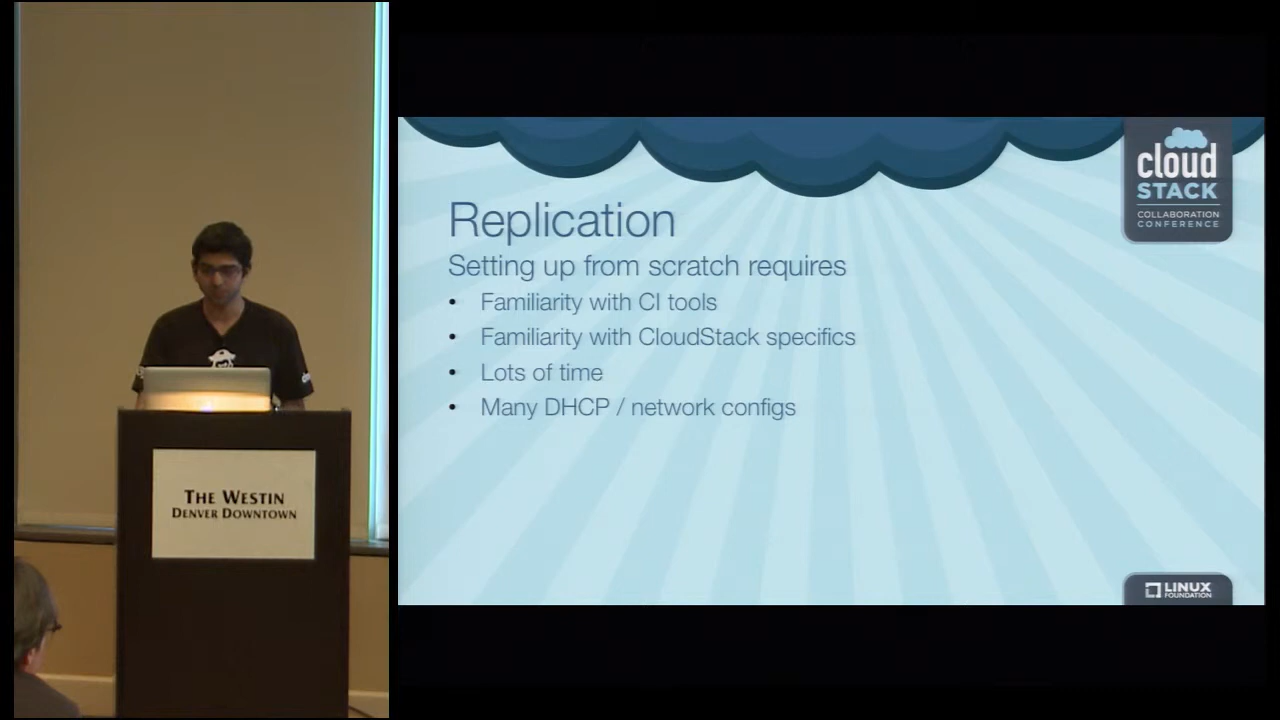 THE WESTIN
DENVER DOWNTOWN
cloud
STACK
COLLABORATION
CONFERENCE
Replication
Setting up from scratch requires
• Familiarity with CI tools
• Familiarity with CloudStack specifics
• Lots of time
• Many DHCP / network configs
LINUX
FOUNDATION